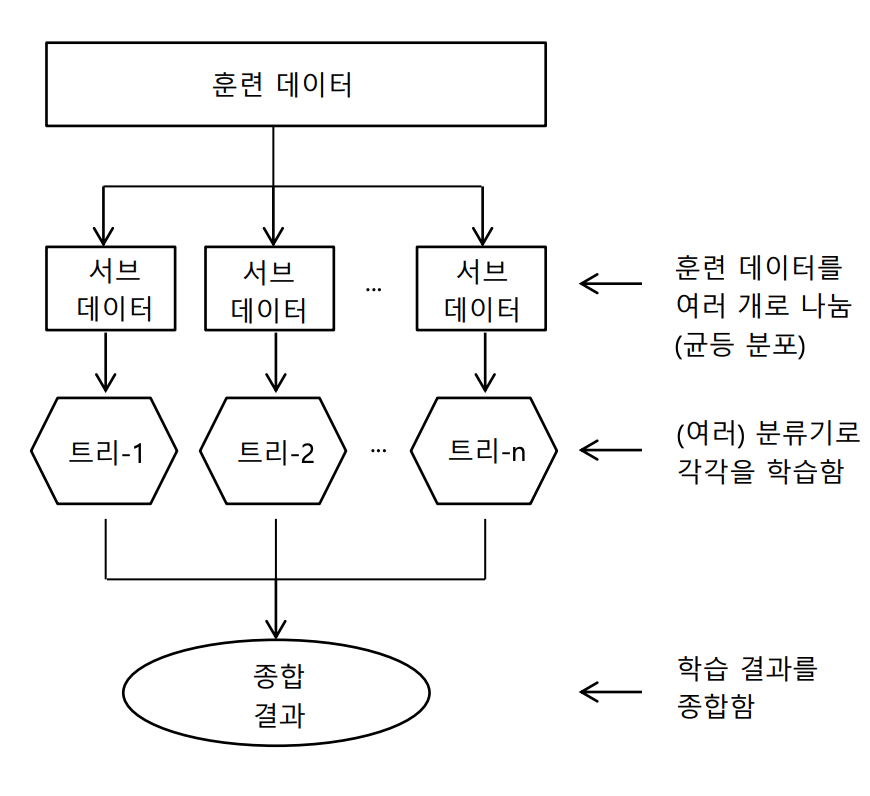 훈련 데이터
서브
데이터
서브
데이터
...
서브
데이터
훈련 데이터를
여러 개로 나눔
(균등 분포)
트리-1
트리-2
...
트리-n
(여러) 분류기로
각각을 학습함
종합
결과
학습 결과를
종합함